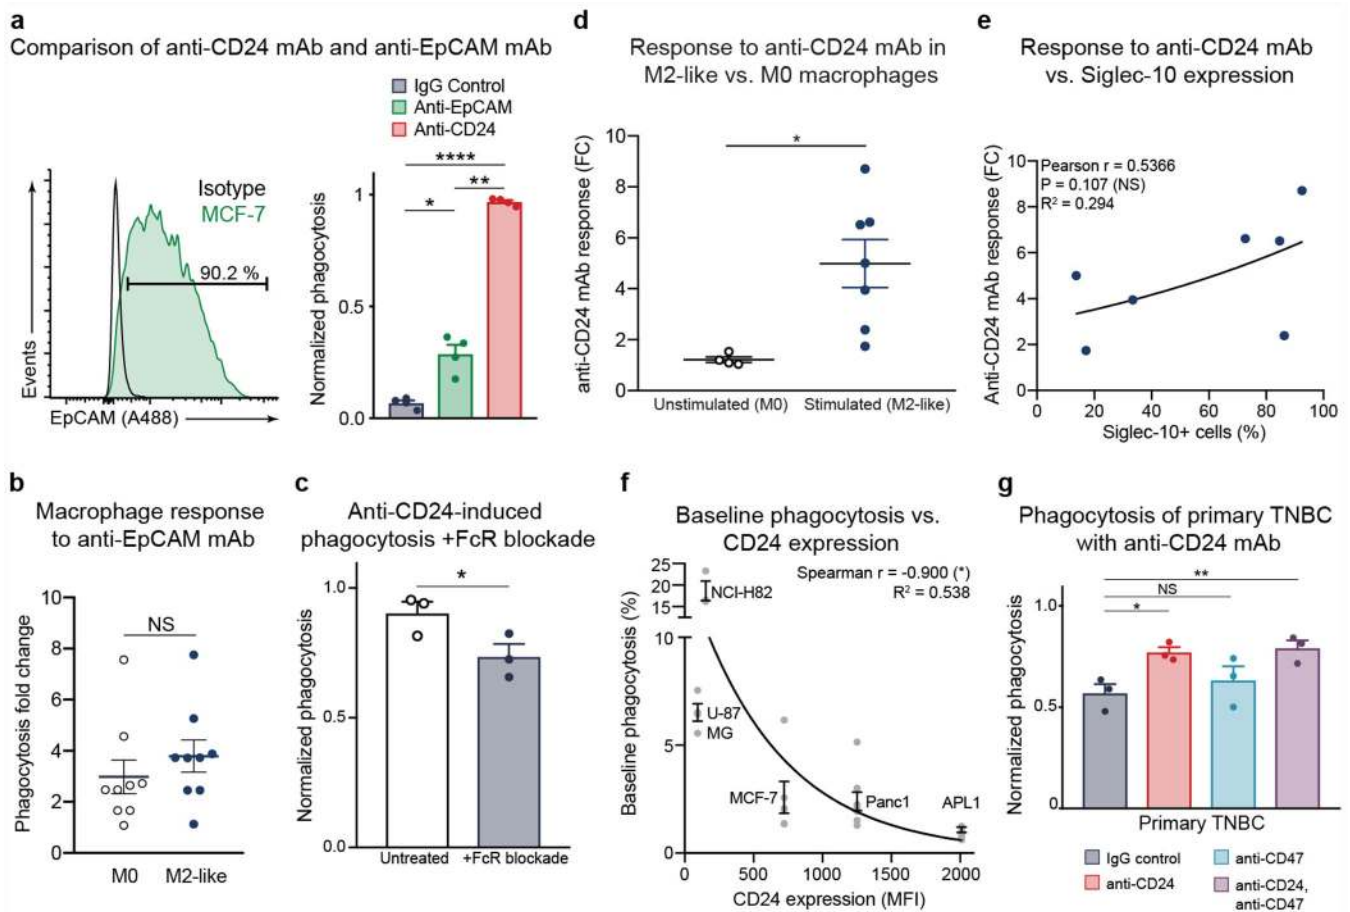 a
Comparison of anti-CD24 mAb and anti-EpCAM mAb
IgG Control
Anti-EpCAM
Anti-CD24
Isotype
MCF-7
90.2 %
Events
EpCAM (A488)
****
**
*
Normalized phagocytosis
1
0.5
0.0
d
Response to anti-CD24 mAb in
M2-like vs. M0 macrophages
*
anti-CD24 mAb response (FC)
10
8
6
4
2
0
Unstimulated (M0)
Stimulated (M2-like)
e
Response to anti-CD24 mAb
vs. Siglec-10 expression
Pearson r = 0.5366
P = 0.107 (NS)
R² = 0.294
Anti-CD24 mAb response (FC)
10
8
6
4
2
0
0 20 40 60 80 100
Siglec-10+ cells (%)
b
Macrophage response
to anti-EpCAM mAb
NS
Phagocytosis fold change
10
8
6
4
2
0
M0 M2-like
c
Anti-CD24-induced
phagocytosis +FcR blockade
*
Normalized phagocytosis
1.0
0.5
0.0
Untreated
+FcR blockade
f
Baseline phagocytosis vs.
CD24 expression
Spearman r = -0.900 (*)
R² = 0.538
Baseline phagocytosis (%)
25
20
15
10
5
0
NCI-H82
U-87
MG
MCF-7
Panc1
APL1
0 500 1000 1500 2000
CD24 expression (MFI)
g
Phagocytosis of primary TNBC
with anti-CD24 mAb
**
NS
*
Normalized phagocytosis
1.0
0.5
0
Primary TNBC
IgG control
anti-CD24
anti-CD47
anti-CD24,
anti-CD47